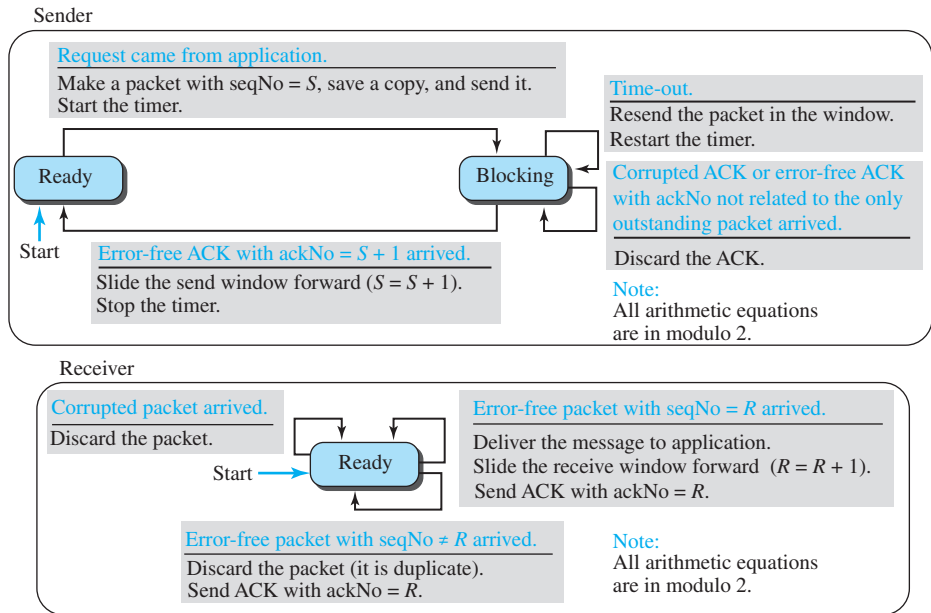 Sender
Request came from application.
Make a packet with seqNo = S, save a copy, and send it.
Start the timer.
Time-out.
Resend the packet in the window.
Restart the timer.
Ready
Blocking
Corrupted ACK or error-free ACK
with ackNo not related to the only
outstanding packet arrived.
Discard the ACK.
Start
Error-free ACK with ackNo = S + 1 arrived.
Slide the send window forward (S = S + 1).
Stop the timer.
Note:
All arithmetic equations
are in modulo 2.
Receiver
Corrupted packet arrived.
Discard the packet.
Error-free packet with seqNo = R arrived.
Deliver the message to application.
Slide the receive window forward (R = R + 1).
Send ACK with ackNo = R.
Start
Ready
Error-free packet with seqNo ≠ R arrived.
Discard the packet (it is duplicate).
Send ACK with ackNo = R.
Note:
All arithmetic equations
are in modulo 2.